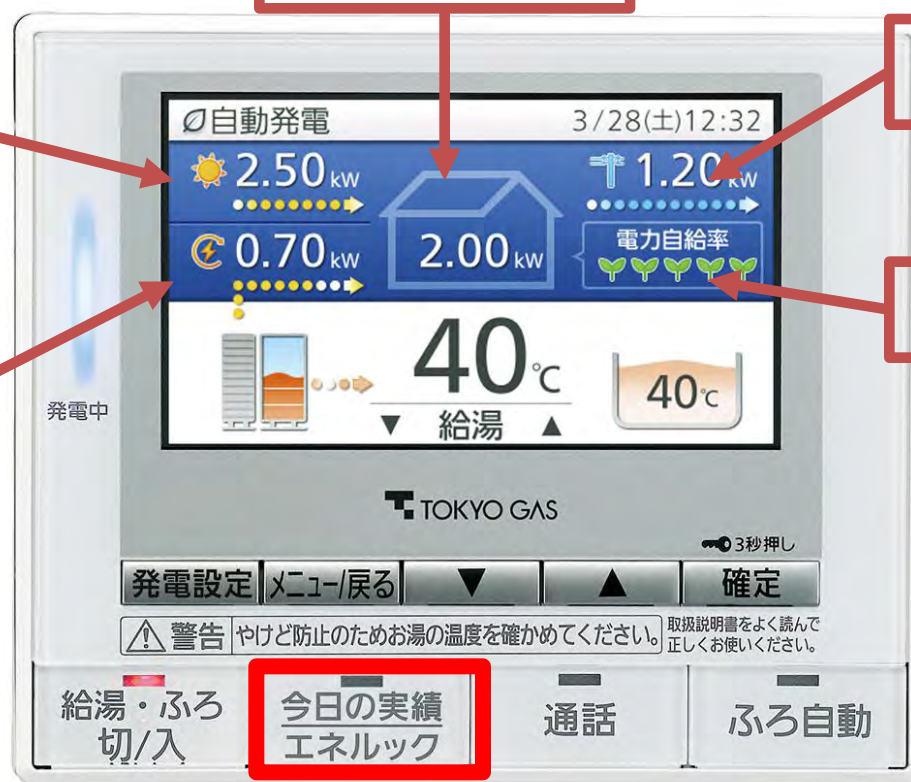 自動発電 3/28(土)12:32
2.50kW
1.20kW
0.70kW
2.00kW
電力自給率
40℃
40℃
▼ 給湯 ▲
発電中
TOKYO GAS
3秒押し
発電設定 メニュー/戻る ▼ ▲ 確定
警告 やけど防止のためお湯の温度を確かめてください。
取扱説明書をよく読んで
正しくお使いください。
給湯・ふろ
切/入
今日の実績
エネルック
通話
ふろ自動